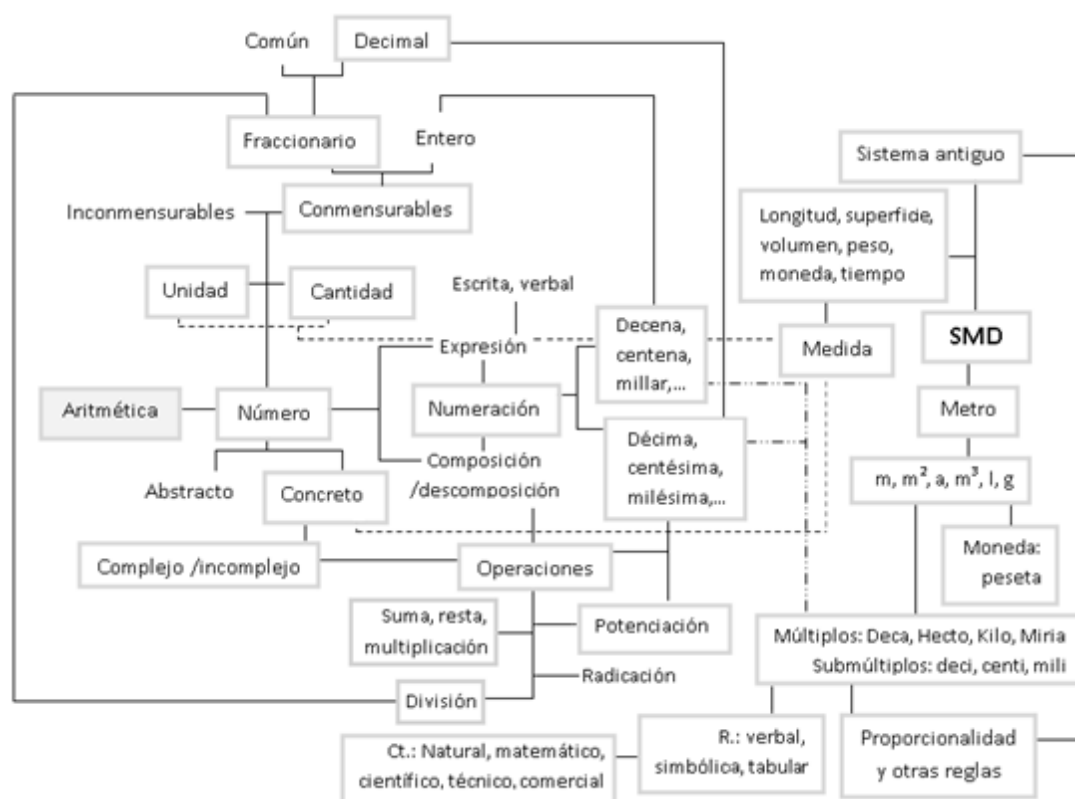 Común
Decimal
Fraccionario
Entero
Sistema antiguo
Inconmensurables
Conmensurables
Longitud, superficie,
volumen, peso,
moneda, tiempo
Unidad
Cantidad
Escrita, verbal
Decena,
centena,
millar,...
Expresión
Medida
SMD
Aritmética
Número
Numeración
Metro
Décima,
centésima,
milésima,...
Composición
/descomposición
Abstracto
Concreto
m, m², a, m³, l, g
Complejo /incomplejo
Operaciones
Moneda:
peseta
Suma, resta,
multiplicación
Potenciación
Múltiplos: Deca, Hecto, Kilo, Miria
Submúltiplos: deci, centi, mili
Radicación
División
Ct.: Natural, matemático,
científico, técnico, comercial
R.: verbal,
simbólica, tabular
Proporcionalidad
y otras reglas